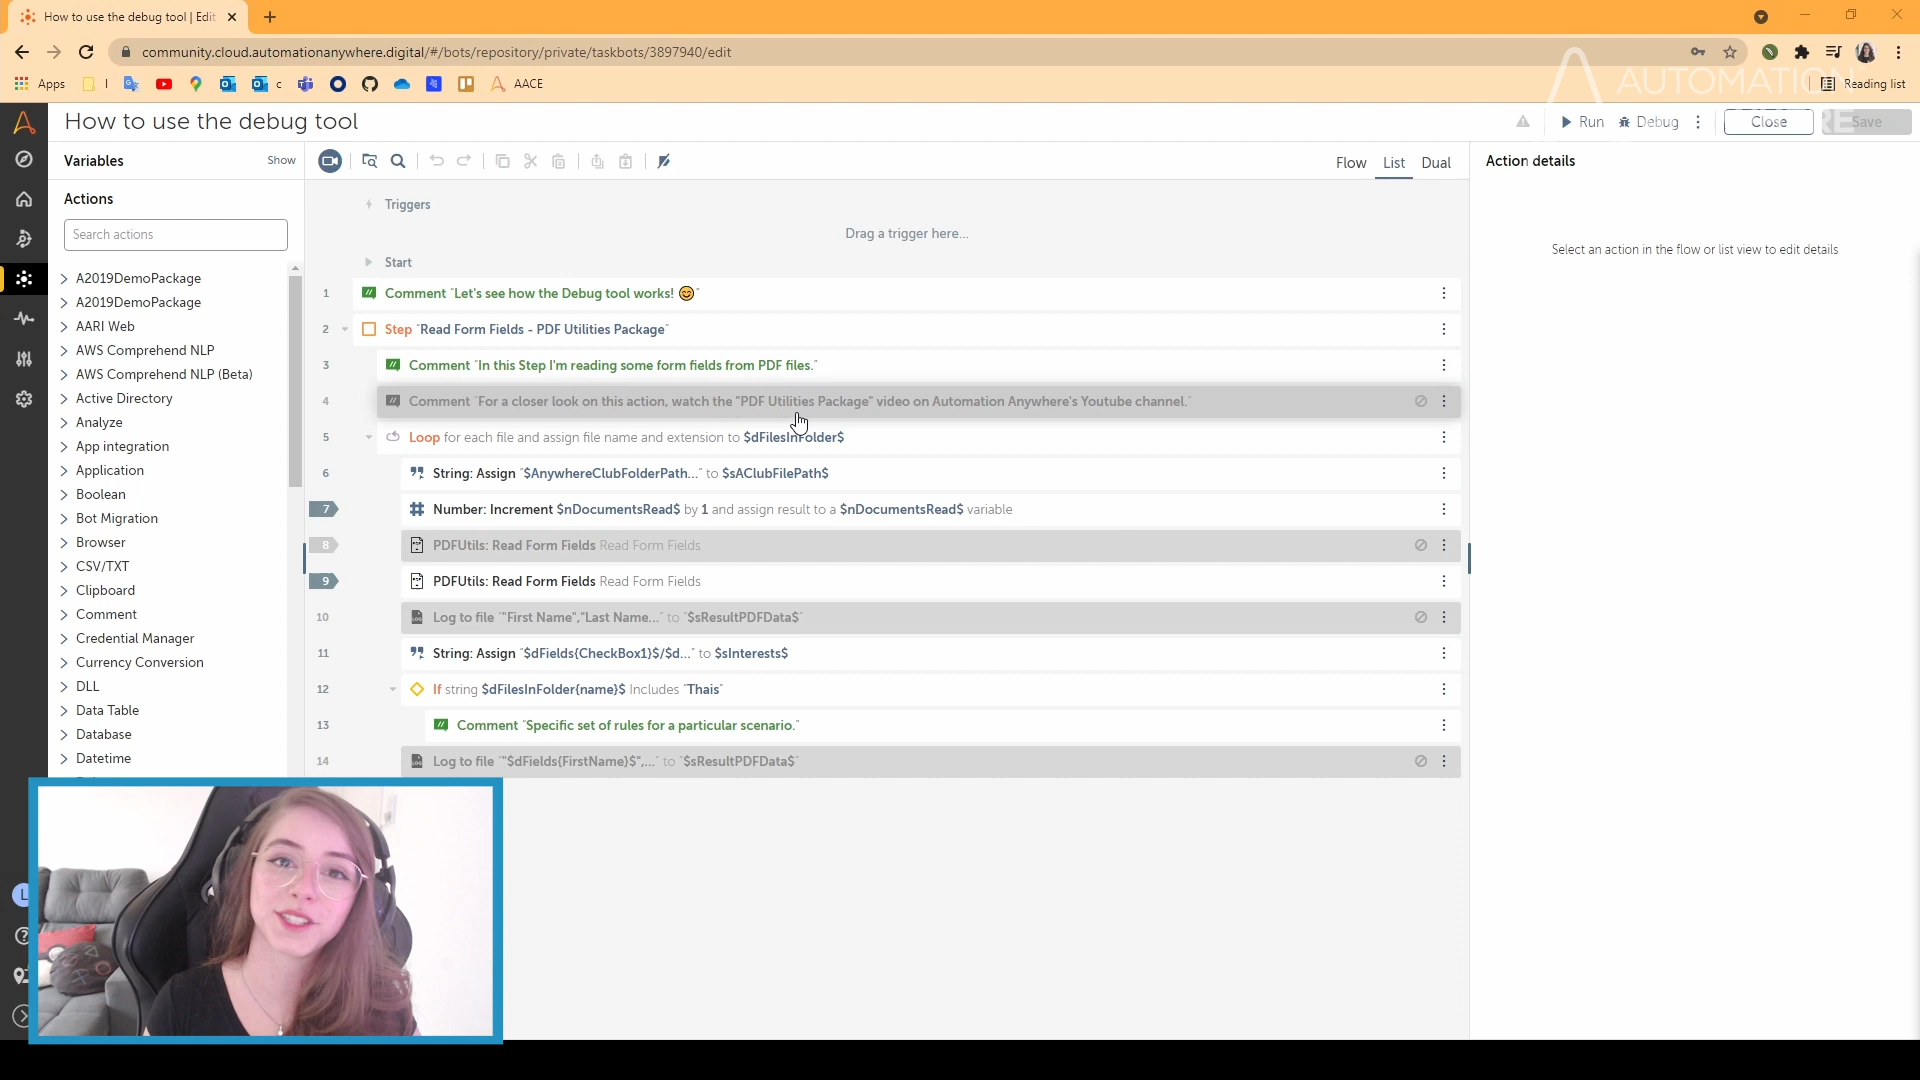 How to use the debug tool | Edit
community.cloud.automationanywhere.digital/#/bots/repository/private/taskbots/3897940/edit
Apps
I
c
AACE
Reading list
AUTOMATION
How to use the debug tool
Run
Debug
Close
Save
Variables
Show
Flow
List
Dual
Action details
Actions
Search actions
Select an action in the flow or list view to edit details
A2019DemoPackage
A2019DemoPackage
AARI Web
AWS Comprehend NLP
AWS Comprehend NLP (Beta)
Active Directory
Analyze
App integration
Application
Boolean
Bot Migration
Browser
CSV/TXT
Clipboard
Comment
Credential Manager
Currency Conversion
DLL
Data Table
Database
Datetime
Triggers
Drag a trigger here...
Start
1 Comment "Let's see how the Debug tool works! 😊"
2 Step "Read Form Fields - PDF Utilities Package"
3 Comment "In this Step I'm reading some form fields from PDF files."
4 Comment "For a closer look on this action, watch the "PDF Utilities Package" video on Automation Anywhere's Youtube channel."
5 Loop for each file and assign file name and extension to $dFilesInFolder$
6 String: Assign "$AnywhereClubFolderPath..." to $sAClubFilePath$
7 Number: Increment $nDocumentsRead$ by 1 and assign result to a $nDocumentsRead$ variable
8 PDFUtils: Read Form Fields Read Form Fields
9 PDFUtils: Read Form Fields Read Form Fields
10 Log to file ""First Name","Last Name..." to "$sResultPDFData$"
11 String: Assign "$dFields{CheckBox1}$/$d..." to $sInterests$
12 If string $dFilesInFolder{name}$ Includes "Thais"
13 Comment "Specific set of rules for a particular scenario."
14 Log to file ""$dFields{FirstName}$",..." to "$sResultPDFData$"
L